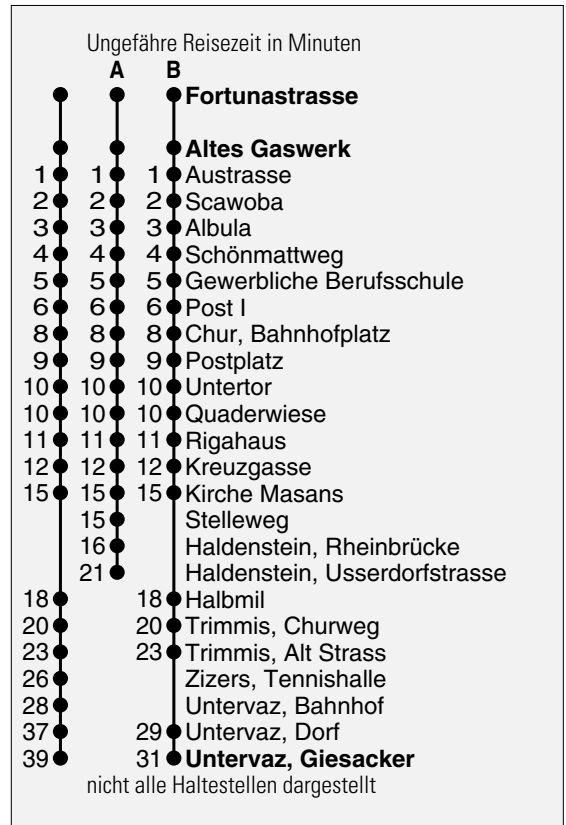 Ungefähre Reisezeit in Minuten
A B
Fortunastrasse
Altes Gaswerk
1 1 1 Austrasse
2 2 2 Scawoba
3 3 3 Albula
4 4 4 Schönmattweg
5 5 5 Gewerbliche Berufsschule
6 6 6 Post I
8 8 8 Chur, Bahnhofplatz
9 9 9 Postplatz
10 10 10 Untertor
10 10 10 Quaderwiese
11 11 11 Rigahaus
12 12 12 Kreuzgasse
15 15 15 Kirche Masans
15 Stelleweg
16 Haldenstein, Rheinbrücke
21 Haldenstein, Usserdorfstrasse
18 18 Halbmil
20 20 Trimmis, Churweg
23 23 Trimmis, Alt Strass
26 Zizers, Tennishalle
28 Untervaz, Bahnhof
37 29 Untervaz, Dorf
39 31 Untervaz, Giesacker
nicht alle Haltestellen dargestellt